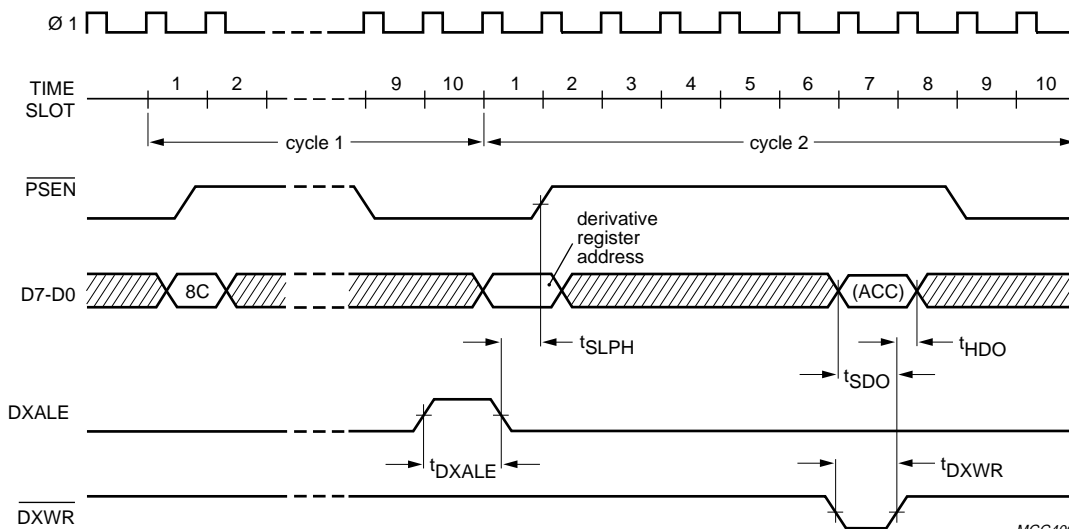 Ø 1
TIME SLOT
1 2 9 10 1 2 3 4 5 6 7 8 9 10
cycle 1 cycle 2
PSEN
derivative
register
address
D7-D0
8C (ACC)
tSLPH tHDO
tSDO
DXALE
tDXALE tDXWR
DXWR